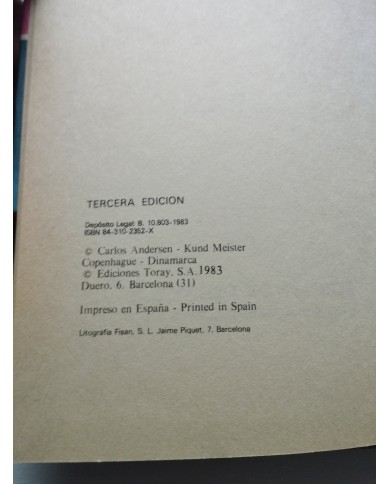 TERCERA EDICION
Depósito Legal: B. 10.803-1983
ISBN 84-310-2352-X
© Carlos Andersen - Kund Meister
Copenhague - Dinamarca
© Ediciones Toray, S.A. 1983
Duero, 6. Barcelona (31)
Impreso en España - Printed in Spain
Litografía Fisan, S. L. Jaime Piquet, 7, Barcelona